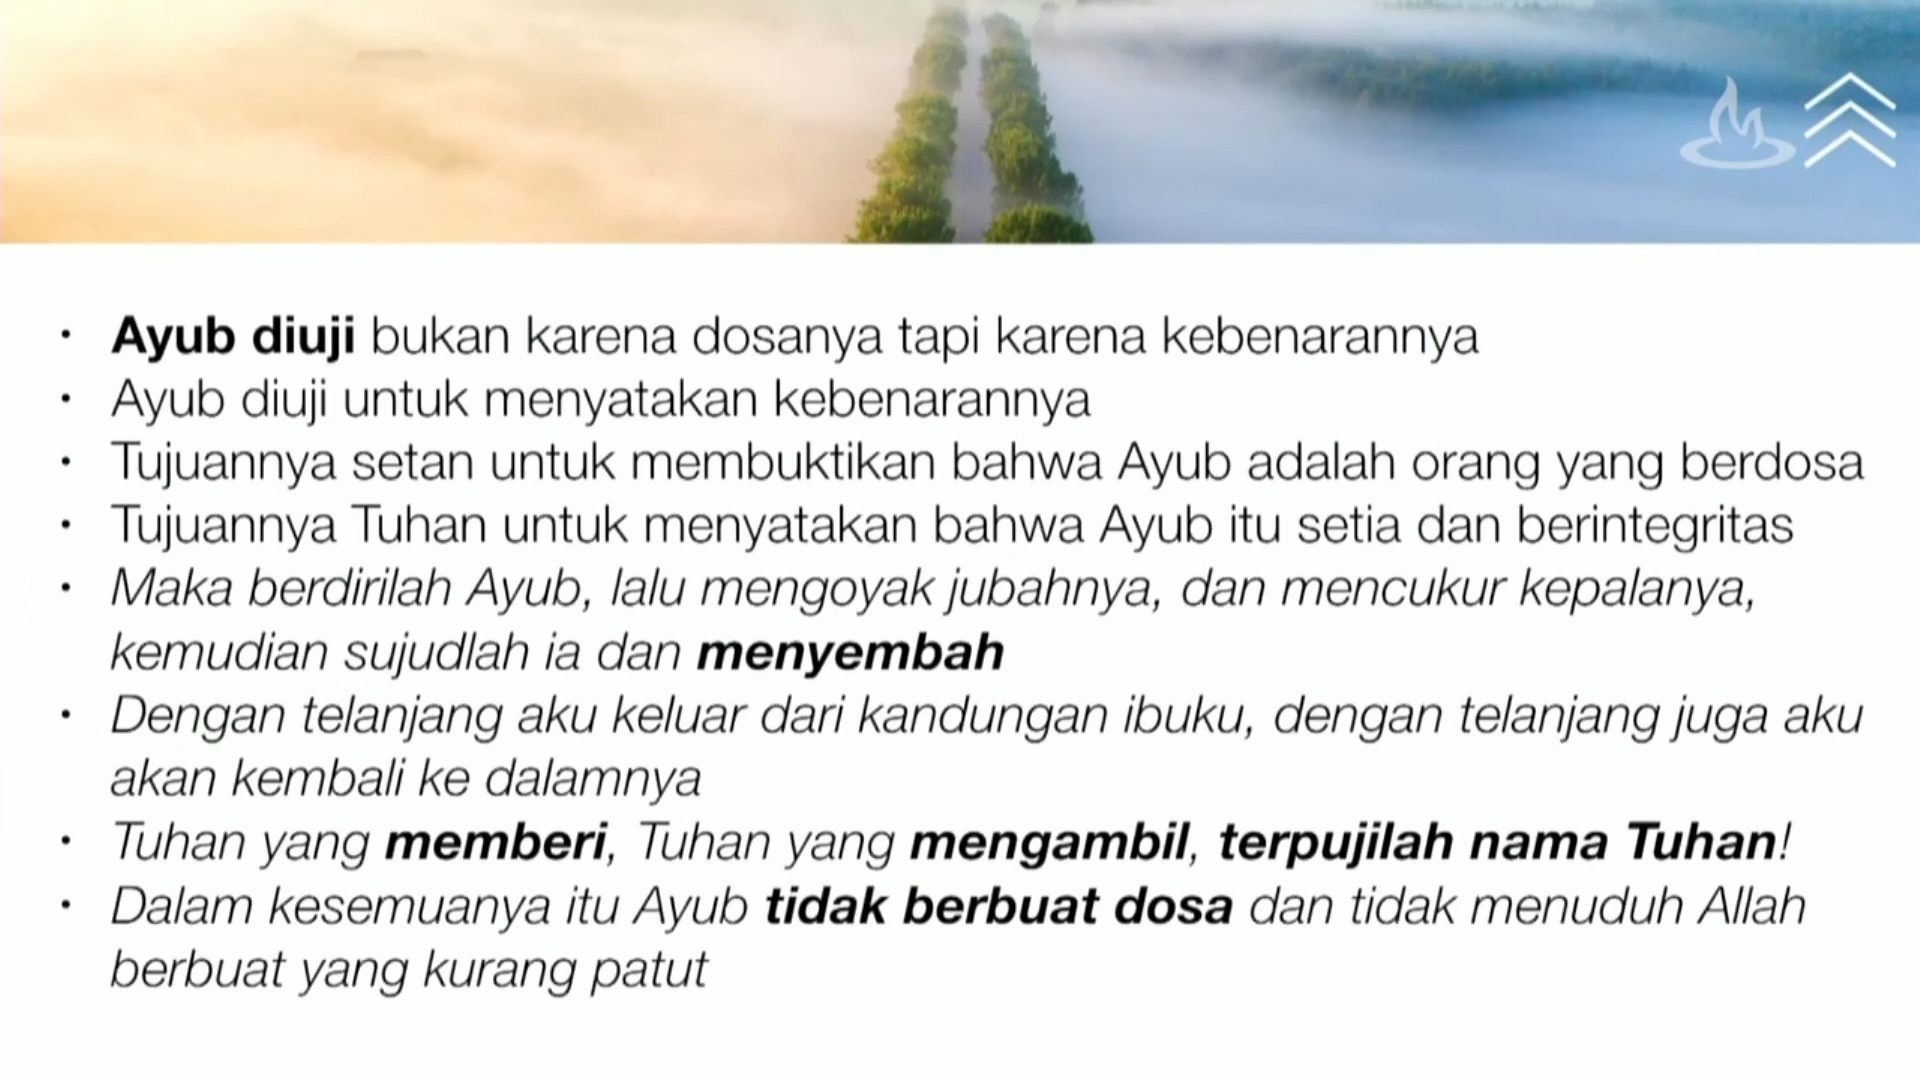 · Ayub diuji bukan karena dosanya tapi karena kebenarannya
· Ayub diuji untuk menyatakan kebenarannya
· Tujuannya setan untuk membuktikan bahwa Ayub adalah orang yang berdosa
· Tujuannya Tuhan untuk menyatakan bahwa Ayub itu setia dan berintegritas
· Maka berdirilah Ayub, lalu mengoyak jubahnya, dan mencukur kepalanya,
kemudian sujudlah ia dan menyembah
· Dengan telanjang aku keluar dari kandungan ibuku, dengan telanjang juga aku
akan kembali ke dalamnya
· Tuhan yang memberi, Tuhan yang mengambil, terpujilah nama Tuhan!
· Dalam kesemuanya itu Ayub tidak berbuat dosa dan tidak menuduh Allah
berbuat yang kurang patut